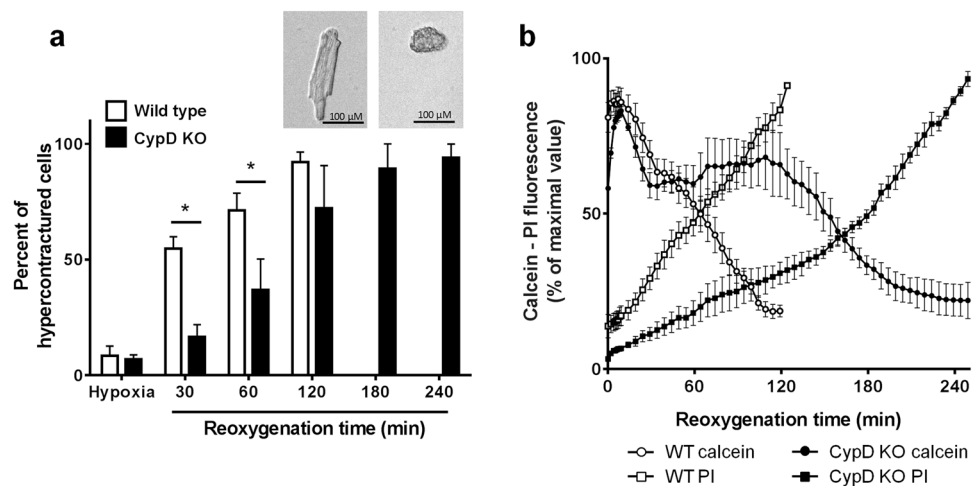 a
100 μM
100 μM
Wild type
CypD KO
Percent of
hypercontractured cells
100
50
0
*
*
Hypoxia
30
60
120
180
240
Reoxygenation time (min)
b
Calcein - PI fluorescence
(% of maximal value)
100
50
0
0
60
120
180
240
Reoxygenation time (min)
WT calcein
CypD KO calcein
WT PI
CypD KO PI